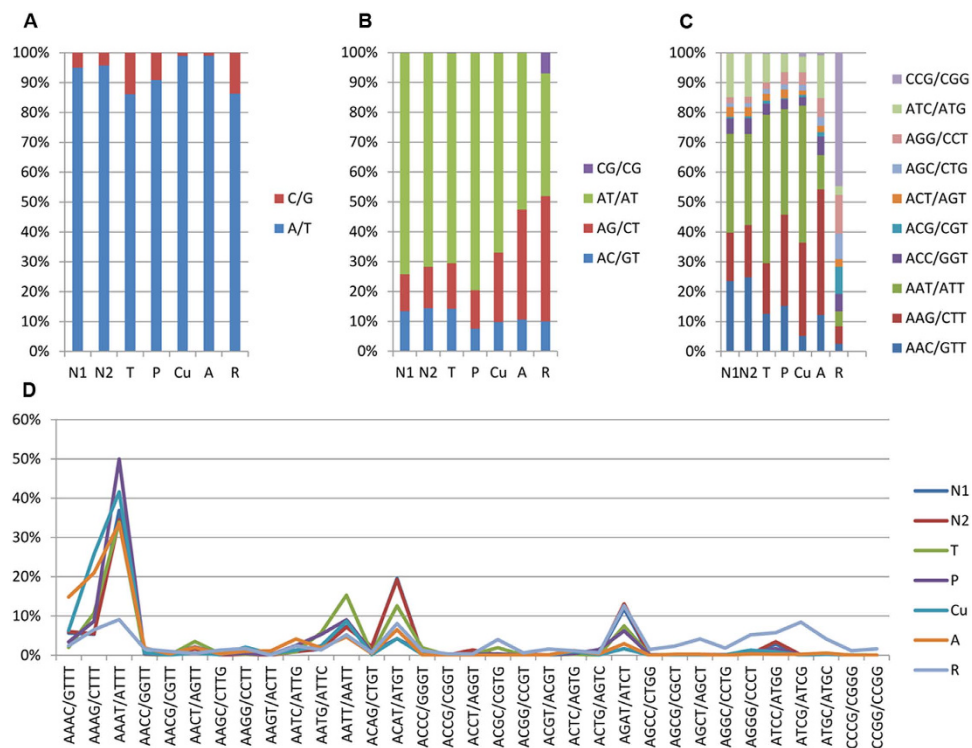 A
100%
90%
80%
70%
60%
50%
40%
30%
20%
10%
0%
N1 N2 T P Cu A R
C/G
A/T
B
100%
90%
80%
70%
60%
50%
40%
30%
20%
10%
0%
N1 N2 T P Cu A R
CG/CG
AT/AT
AG/CT
AC/GT
C
100%
90%
80%
70%
60%
50%
40%
30%
20%
10%
0%
N1 N2 T P Cu A R
CCG/CGG
ATC/ATG
AGG/CCT
AGC/CTG
ACT/AGT
ACG/CGT
ACC/GGT
AAT/ATT
AAG/CTT
AAC/GTT
D
60%
50%
40%
30%
20%
10%
0%
AAAC/GTTT
AAAG/CTTT
AAAT/ATTT
AACC/GGTT
AACG/CGTT
AACT/AGTT
AAGC/CTTG
AAGG/CCTT
AAGT/ACTT
AATC/ATTG
AATG/ATTC
AATT/AATT
ACAG/CTGT
ACAT/ATGT
ACCC/GGGT
ACCG/CGGT
ACCT/AGGT
ACGC/CGTG
ACGG/CCGT
ACGT/ACGT
ACTC/AGTG
ACTG/AGTC
AGAT/ATCT
AGCC/CTGG
AGCG/CGCT
AGCT/AGCT
AGGC/CCTG
AGGG/CCCT
ATCC/ATGG
ATCG/ATCG
ATGC/ATGC
CCCG/CGGG
CCGG/CCGG
N1
N2
T
P
Cu
A
R